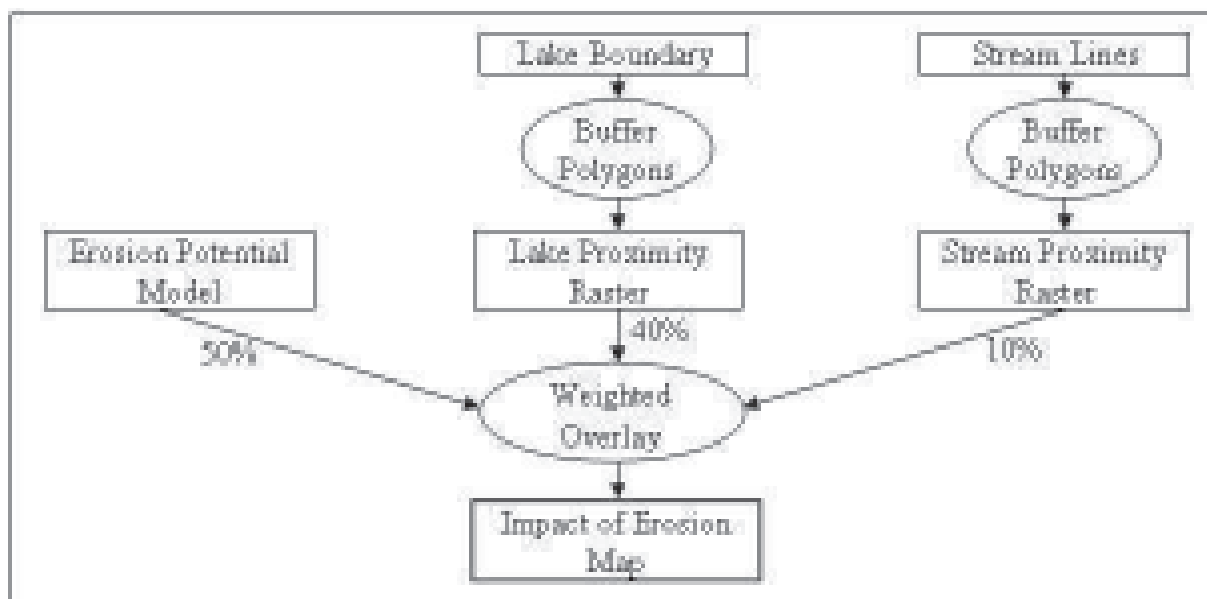 Lake Boundary
Stream Lines
Buffer
Polygons
Buffer
Polygons
Erosion Potential
Model
Lake Proximity
Raster
Stream Proximity
Raster
50%
40%
10%
Weighted
Overlay
Impact of Erosion
Map